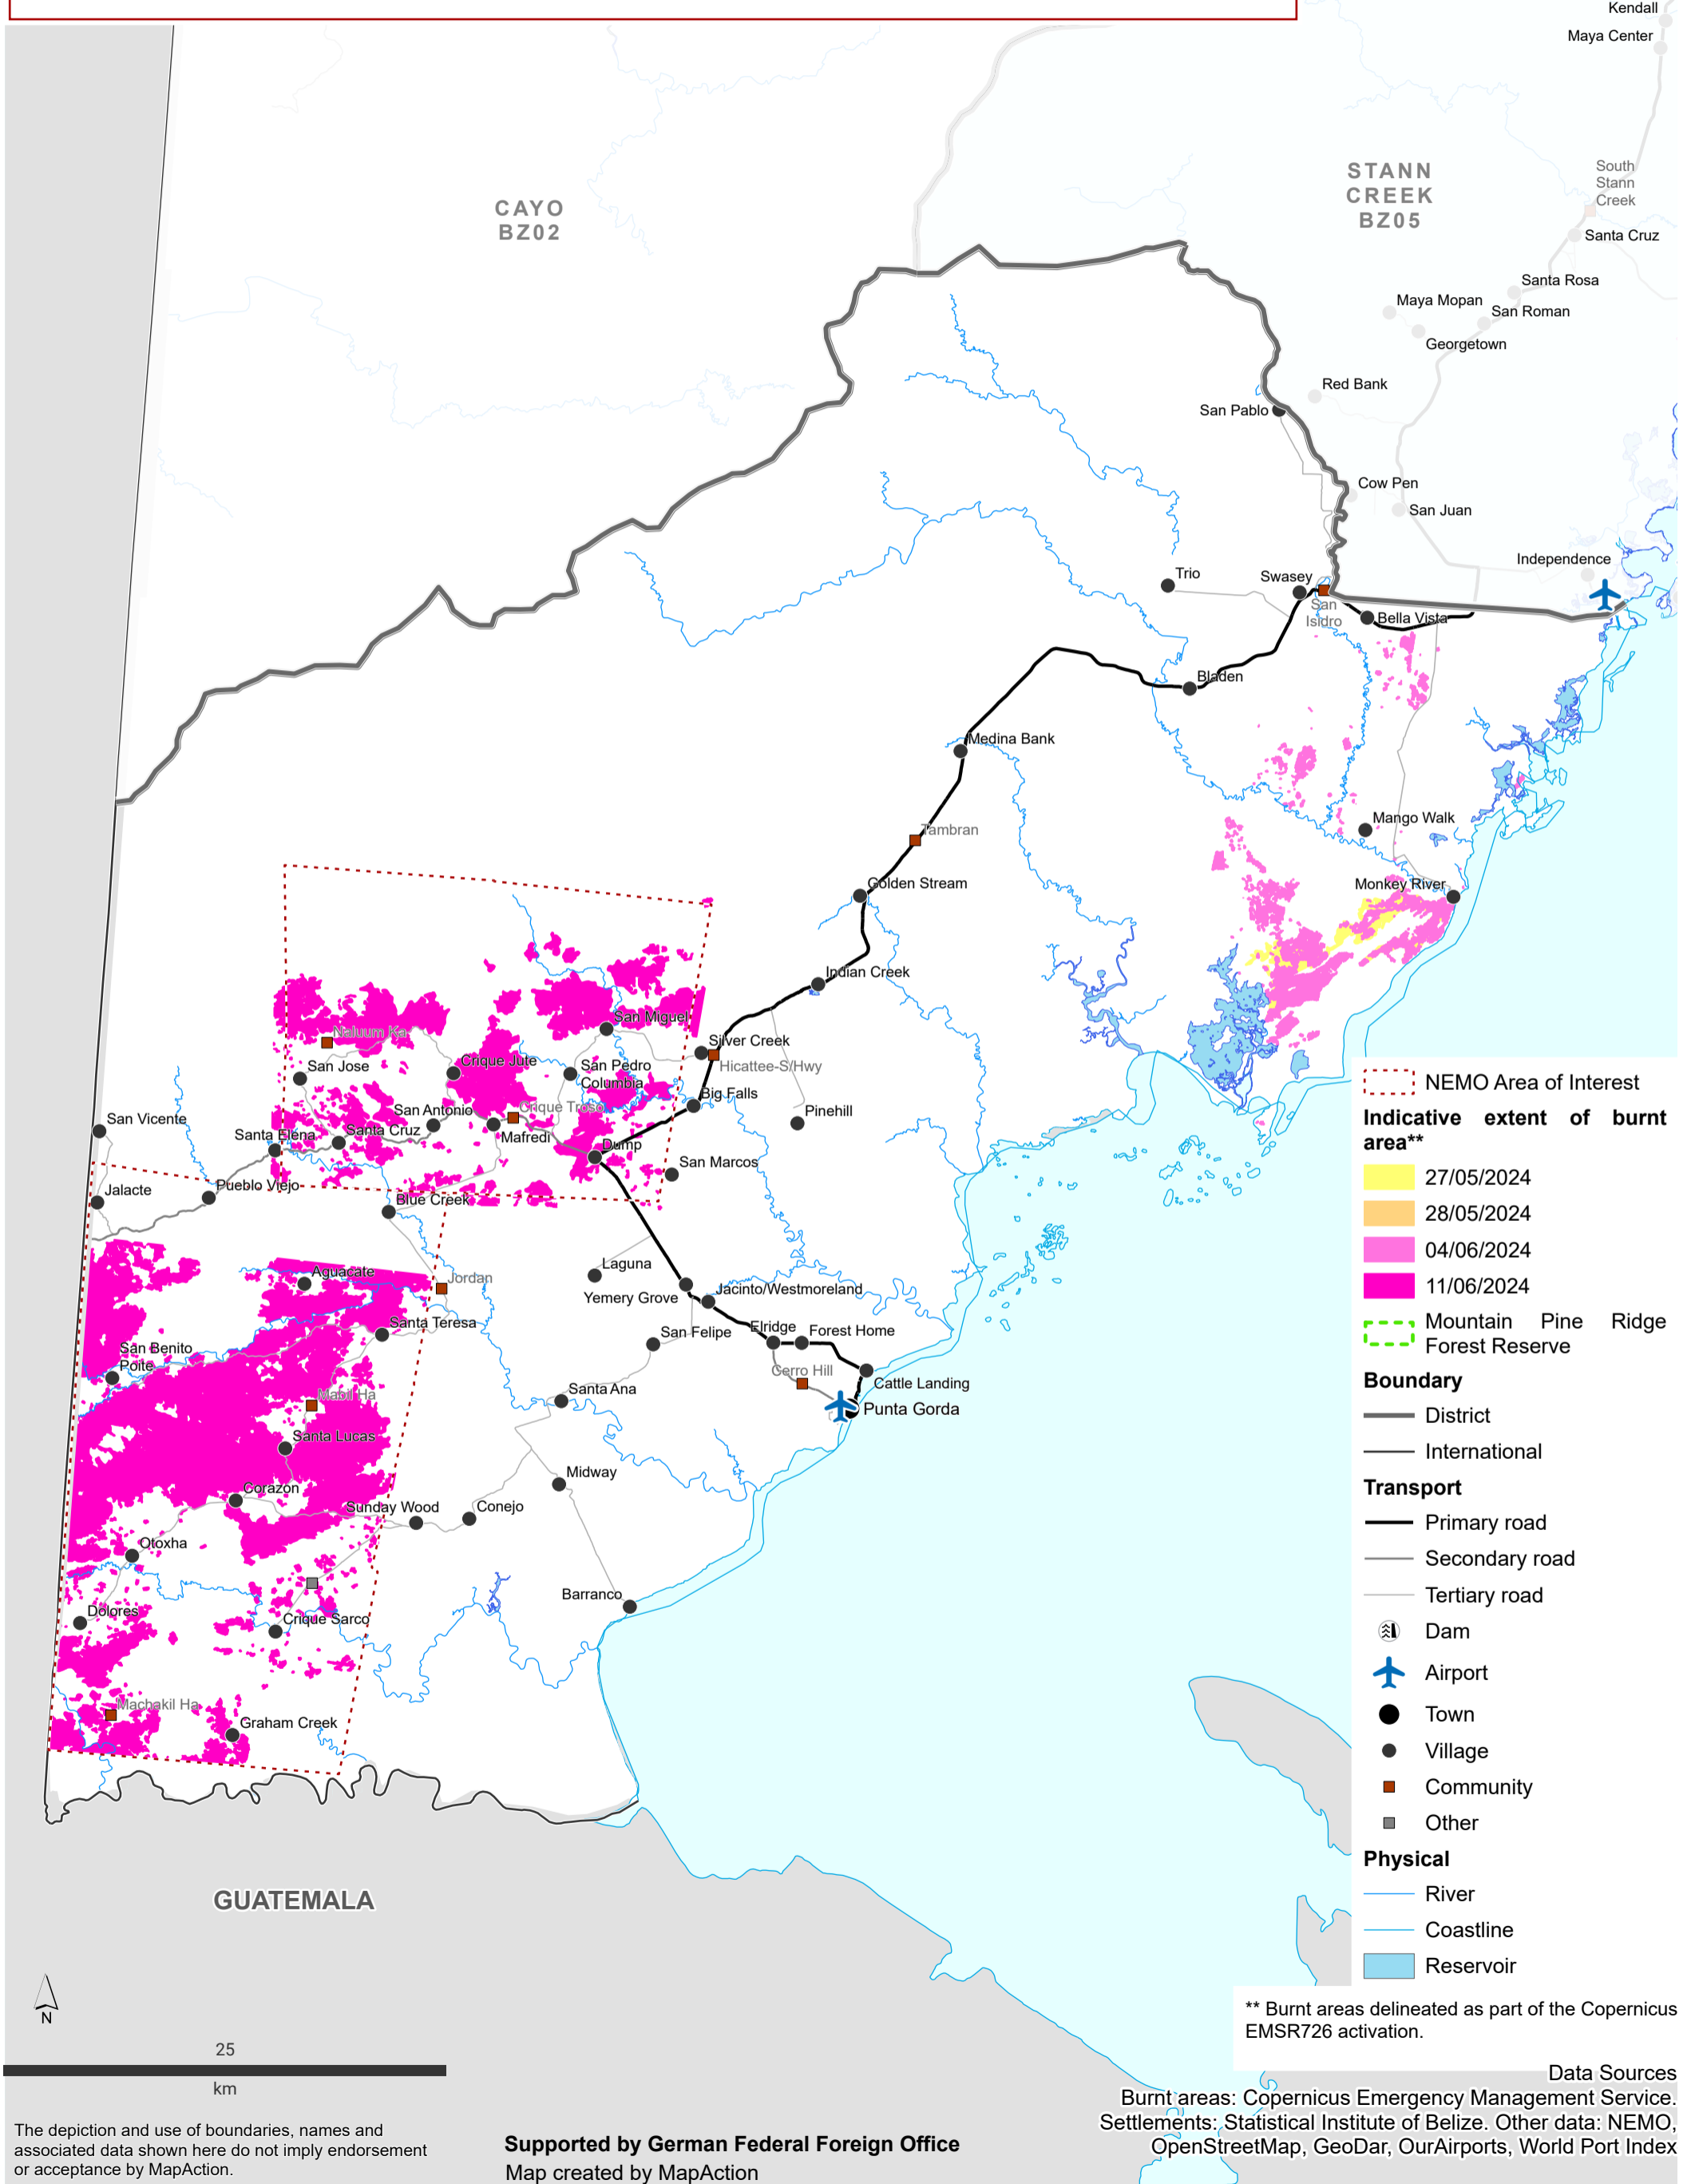 Kendall
Maya Center
South
Stann
Creek
Santa Cruz
STANN
CREEK
BZ05
CAYO
BZ02
Santa Rosa
Maya Mopan
San Roman
Georgetown
Red Bank
San Pablo
Cow Pen
San Juan
Independence
Trio
Swasey
San
Isidro
Bella Vista
Bladen
Medina Bank
Mango Walk
Tambran
Golden Stream
Monkey River
Indian Creek
San Miguel
Naluum Ka
Silver Creek
Hicattee-S/Hwy
San Jose
Crique Jute
San Pedro
Columbia
Big Falls
San Vicente
San Antonio
Crique Troso
Pinehill
Santa Elena
Santa Cruz
Mafredi
Dump
San Marcos
Jalacte
Pueblo Viejo
Blue Creek
Aguacate
Jordan
Laguna
Yemery Grove
Jacinto/Westmoreland
Santa Teresa
San Felipe
Elridge
Forest Home
San Benito
Poite
Cerro Hill
Cattle Landing
Mabil Ha
Santa Ana
Punta Gorda
Santa Lucas
Midway
Corazon
Sunday Wood
Conejo
Otoxha
Barranco
Dolores
Crique Sarco
Machakil Ha
Graham Creek
GUATEMALA
NEMO Area of Interest
Indicative extent of burnt
area**
27/05/2024
28/05/2024
04/06/2024
11/06/2024
Mountain Pine Ridge
Forest Reserve
Boundary
District
International
Transport
Primary road
Secondary road
Tertiary road
Dam
Airport
Town
Village
Community
Other
Physical
River
Coastline
Reservoir
** Burnt areas delineated as part of the Copernicus
EMSR726 activation.
N
25
km
Data Sources
Burnt areas: Copernicus Emergency Management Service.
Settlements: Statistical Institute of Belize. Other data: NEMO,
OpenStreetMap, GeoDar, OurAirports, World Port Index
The depiction and use of boundaries, names and
associated data shown here do not imply endorsement
or acceptance by MapAction.
Supported by German Federal Foreign Office
Map created by MapAction